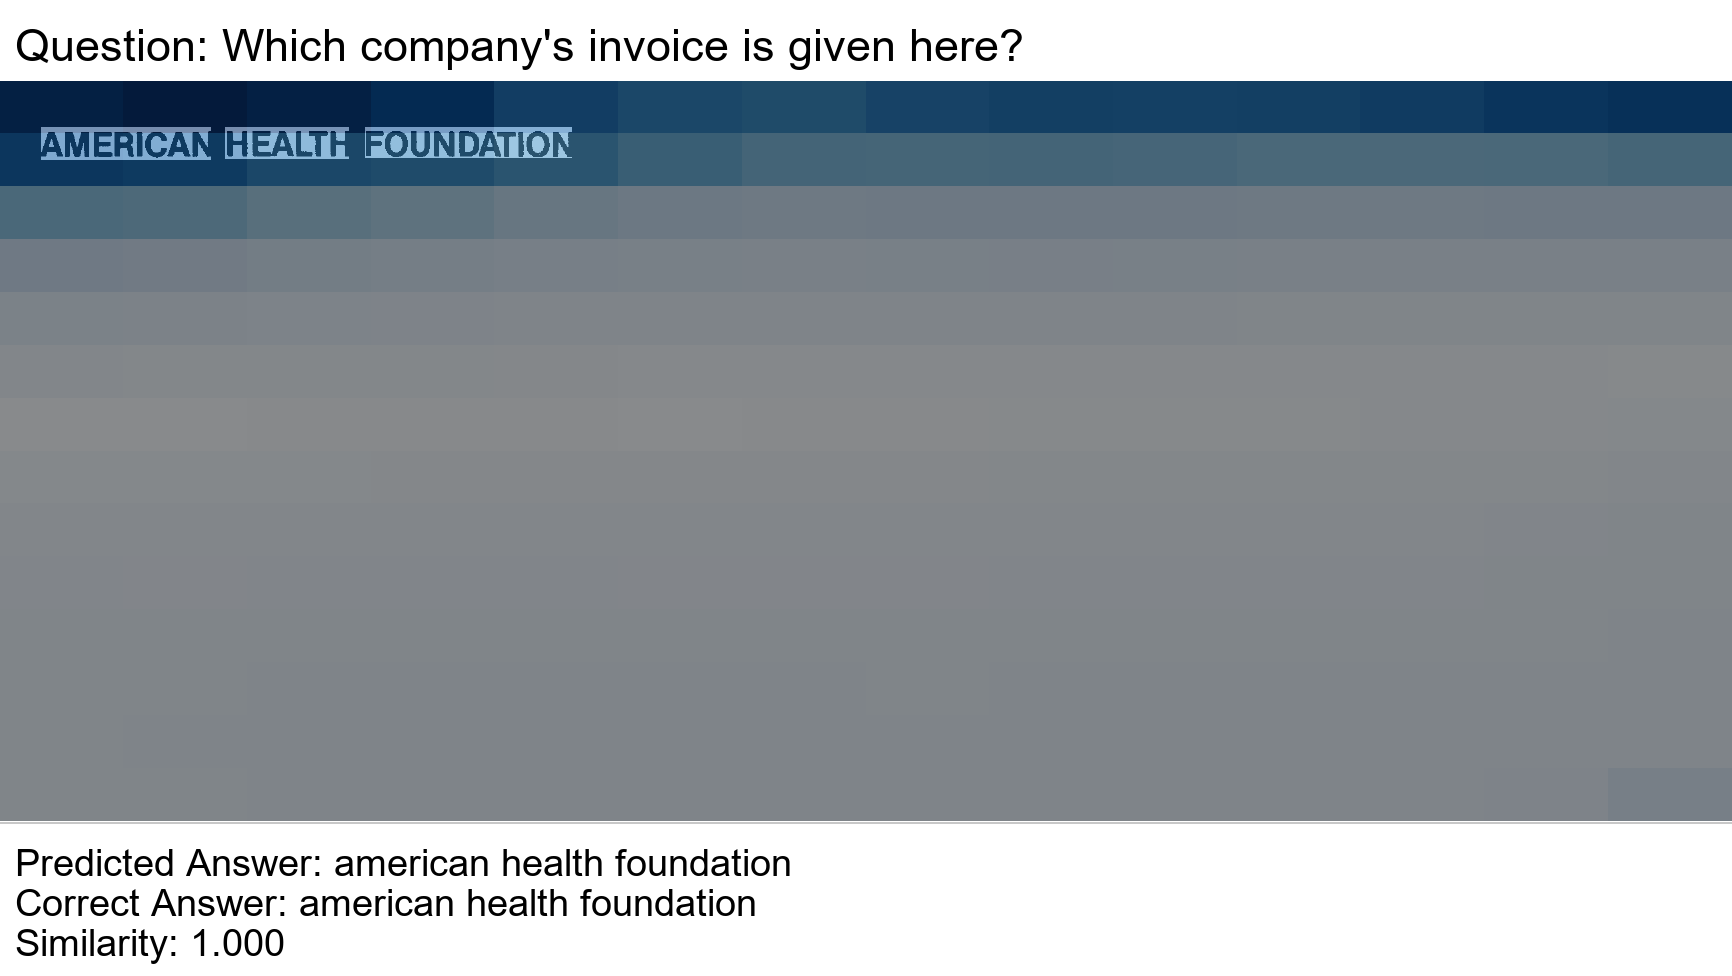 Question: Which company's invoice is given here?
AMERICAN HEALTH FOUNDATION
Predicted Answer: american health foundation
Correct Answer: american health foundation
Similarity: 1.000